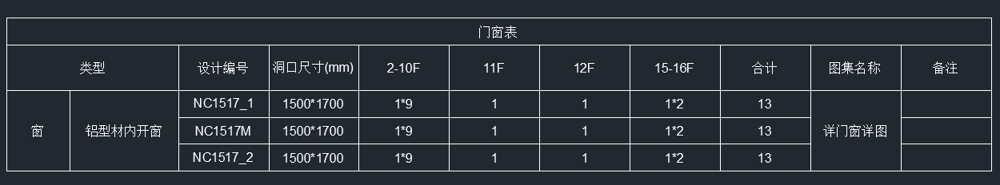 门窗表
类型 设计编号 洞口尺寸(mm) 2-10F 11F 12F 15-16F 合计 图集名称 备注
窗 铝型材内开窗 NC1517_1 1500*1700 1*9 1 1 1*2 13 详门窗详图
NC1517M 1500*1700 1*9 1 1 1*2 13
NC1517_2 1500*1700 1*9 1 1 1*2 13